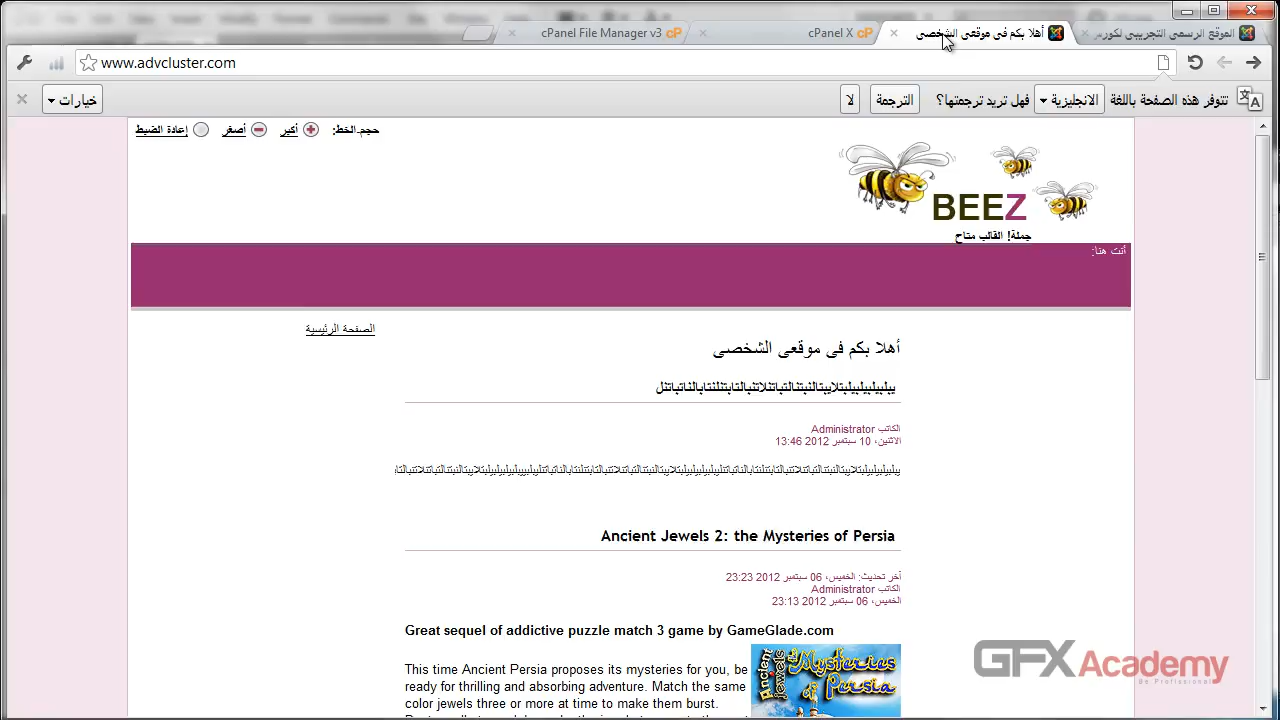 الموقع الرسمى التجريبى لكورس
أهلا بكم فى موقعى الشخصى
cPanel X
cPanel File Manager v3
www.advcluster.com
تتوفر هذه الصفحة باللغة الانجليزية فهل تريد ترجمتها؟ الترجمة لا
خيارات
حجم الخط: أكبر أصغر إعادة الضبط
BEEZ
جملة! القالب متاح
أنت هنا:
الصفحة الرئيسية
أهلا بكم فى موقعى الشخصى
الكاتب Administrator
الاثنين، 10 سبتمبر 2012 13:46
Ancient Jewels 2: the Mysteries of Persia
آخر تحديث: الخميس، 06 سبتمبر 2012 23:23
الكاتب Administrator
الخميس، 06 سبتمبر 2012 23:13
Great sequel of addictive puzzle match 3 game by GameGlade.com
This time Ancient Persia proposes its mysteries for you, be
ready for thrilling and absorbing adventure. Match the same
color jewels three or more at time to make them burst.
Ancient Jewels
Mysteries
of Persia
GFXAcademy
Be Professional